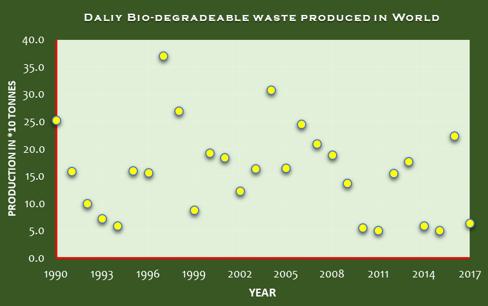 Daliy Bio-degradeable waste produced in World
40.0
35.0
30.0
25.0
20.0
15.0
10.0
5.0
0.0
PRODUCTION IN *10 TONNES
1990 1993 1996 1999 2002 2005 2008 2011 2014 2017
YEAR